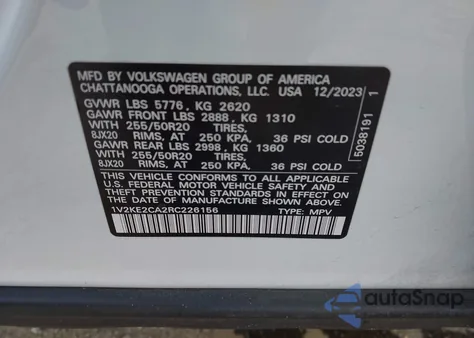 MFD BY VOLKSWAGEN GROUP OF AMERICA
CHATTANOOGA OPERATIONS, LLC. USA 12/2023
GVWR LBS 5776, KG 2620
GAWR FRONT LBS 2888, KG 1310
WITH 255/50R20 TIRES,
8JX20 RIMS, AT 250 KPA, 36 PSI COLD
GAWR REAR LBS 2998, KG 1360
WITH 255/50R20 TIRES,
8JX20 RIMS, AT 250 KPA, 36 PSI COLD
THIS VEHICLE CONFORMS TO ALL APPLICABLE
U.S. FEDERAL MOTOR VEHICLE SAFETY AND
THEFT PREVENTION STANDARDS IN EFFECT ON
THE DATE OF MANUFACTURE SHOWN ABOVE
1V2KE2CA2RC226156 TYPE: MPV
5038191 1
autoSnap